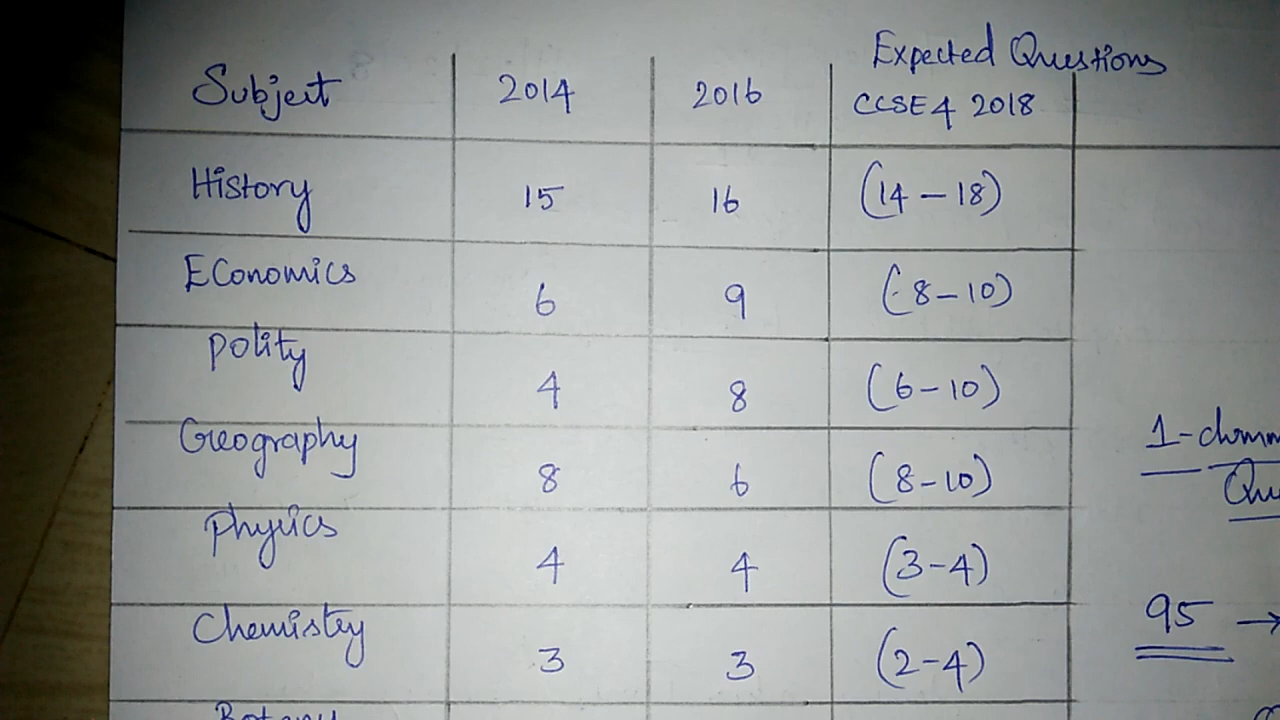 Expected Questions
Subject 2014 2016 CCSE4 2018
History 15 16 (14-18)
Economics 6 9 (8-10)
Polity 4 8 (6-10)
Geography 8 6 (8-10)
1-
Physics 4 4 (3-4)
Chemistry 3 3 (2-4)
95 →
Botany